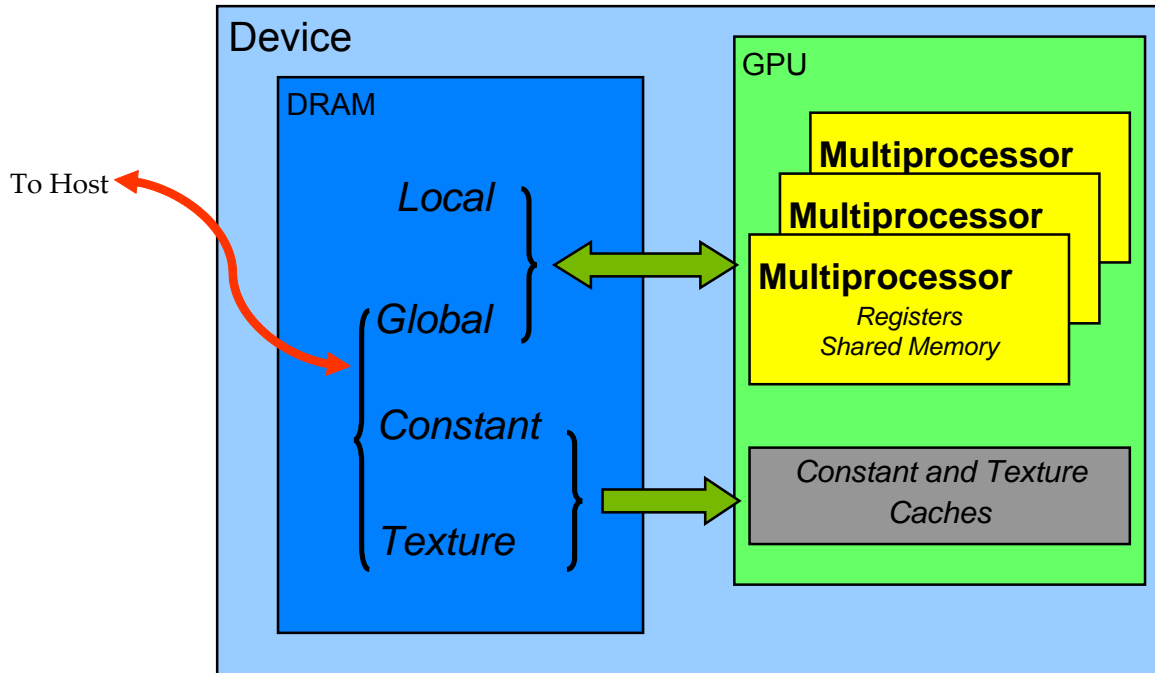 Device
To Host
DRAM
Local
Global
Constant
Texture
GPU
Multiprocessor
Multiprocessor
Multiprocessor
Registers
Shared Memory
Constant and Texture
Caches